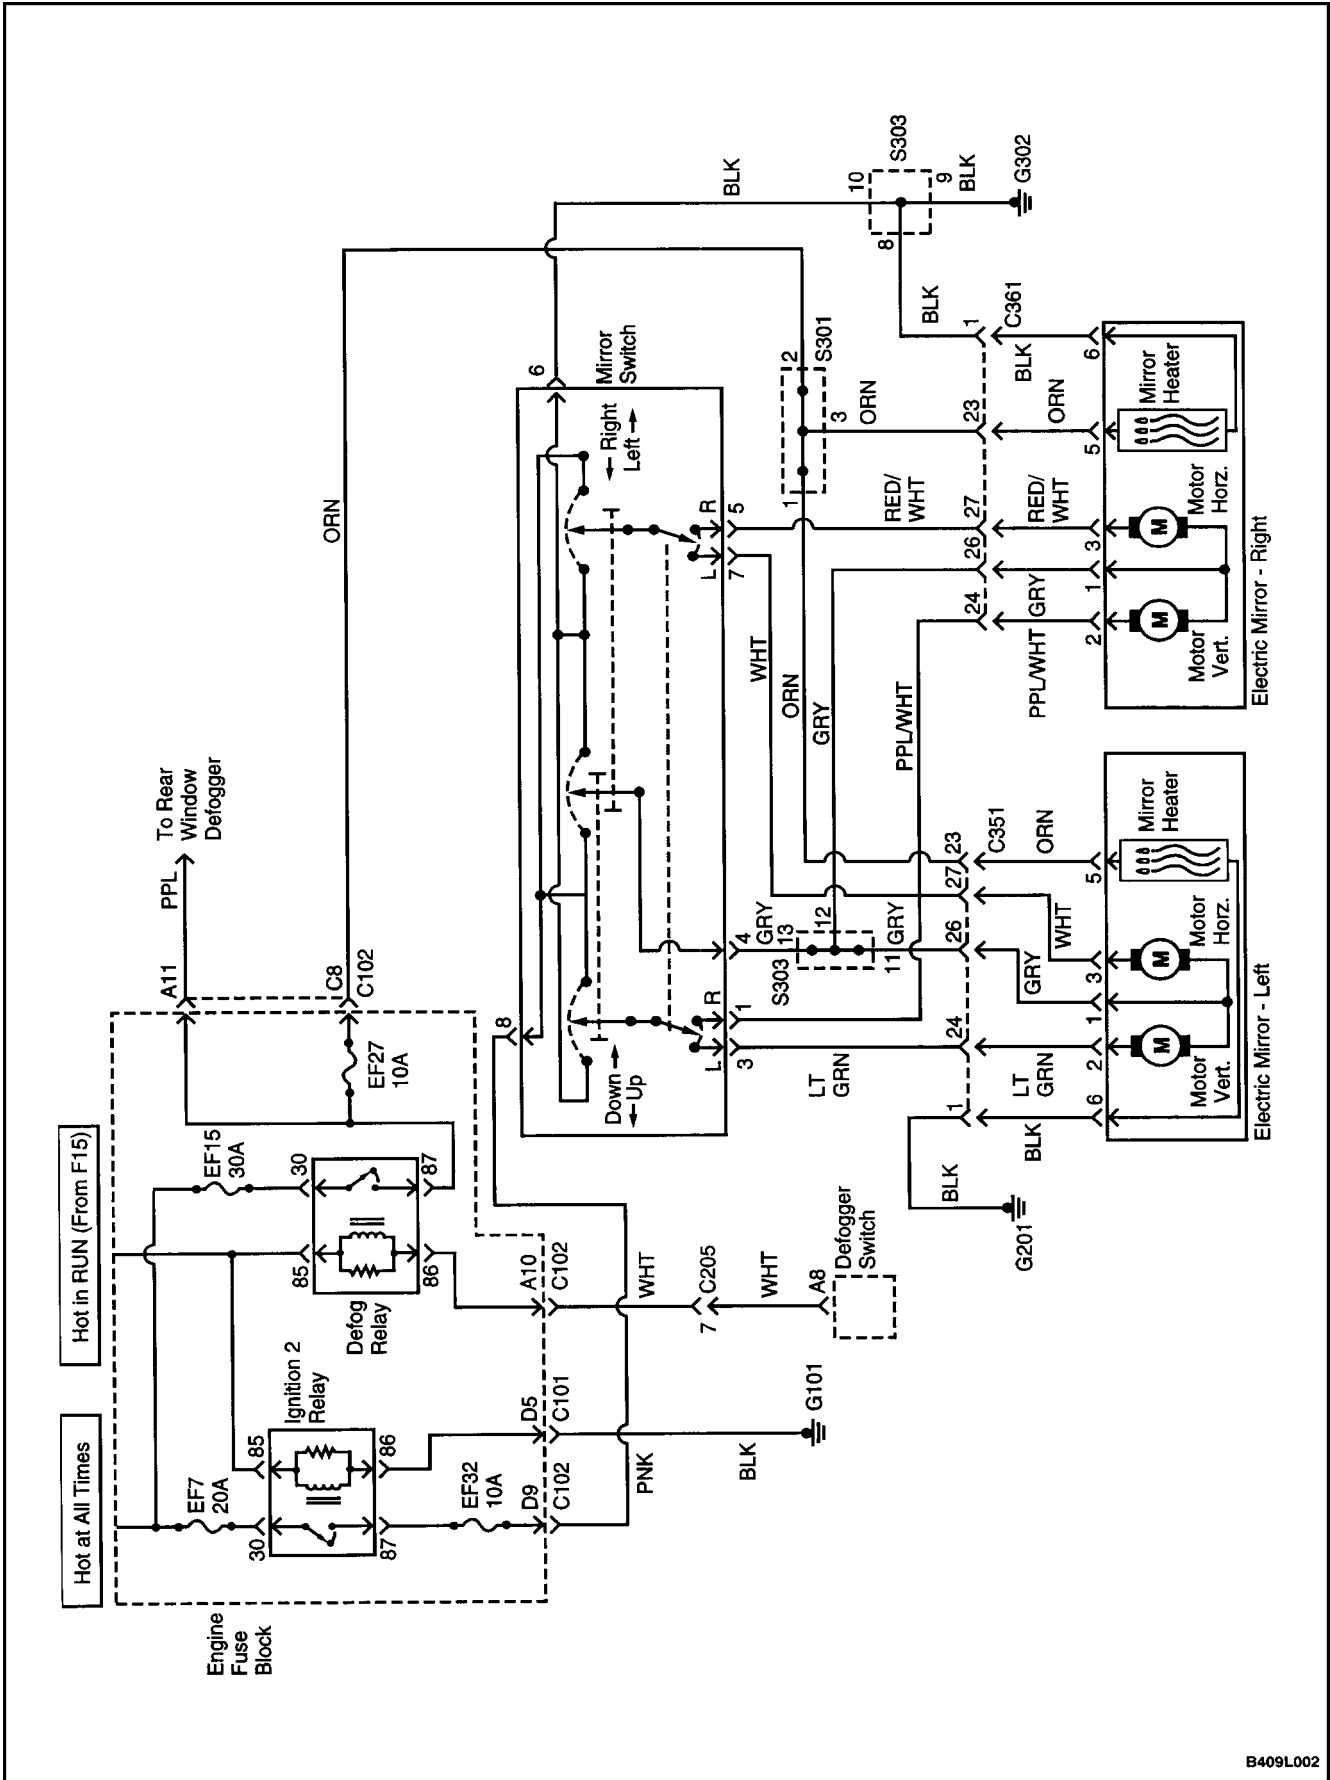 Hot at All Times
Hot in RUN (From F15)
Engine
Fuse
Block
EF7
20A
30
85
Ignition 2
Relay
87
86
EF32
10A
D9
C102
D5
C101
PNK
BLK
G101
EF15
30A
85
30
Defog
Relay
86
87
A10
C102
WHT
7
C205
WHT
A8
Defogger
Switch
EF27
10A
A11
C8
C102
PPL
To Rear
Window
Defogger
ORN
8
6
Mirror
Switch
Down
Up
Right
Left
L
R
3
1
4
L
R
7
5
BLK
10
S303
9
BLK
G302
8
BLK
2
S301
3
ORN
1
RED/
WHT
WHT
ORN
GRY
PPL/WHT
GRY
13
12
S303
11
GRY
LT
GRN
BLK
G201
1
24
26
27
23
C351
BLK
LT
GRN
GRY
WHT
ORN
6
2
1
3
5
M
M
Motor
Vert.
Motor
Horz.
Mirror
Heater
Electric Mirror - Left
24
26
27
23
1
C361
PPL/WHT
GRY
RED/
WHT
ORN
BLK
2
1
3
5
6
M
M
Motor
Vert.
Motor
Horz.
Mirror
Heater
Electric Mirror - Right
B409L002